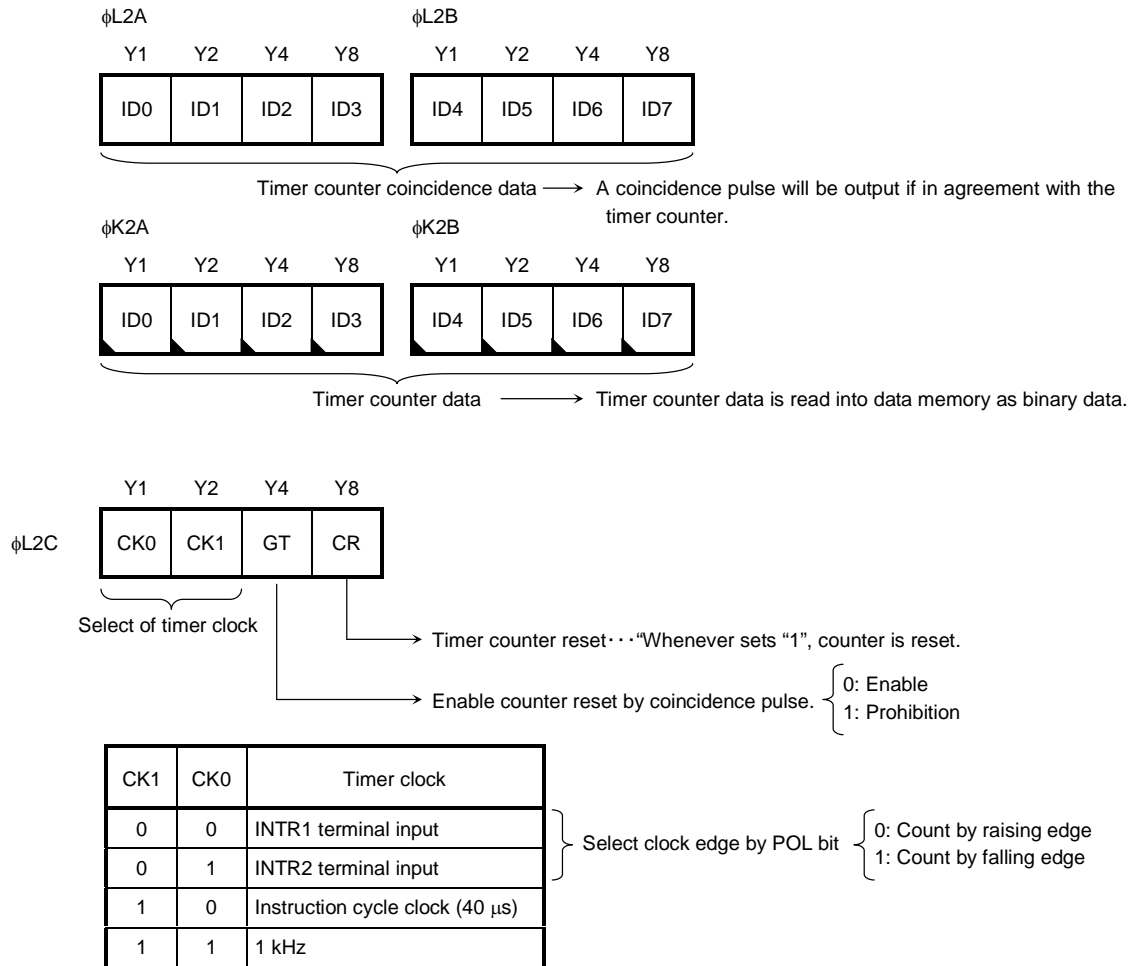 ϕL2A ϕL2B
Y1 Y2 Y4 Y8 Y1 Y2 Y4 Y8
ID0 ID1 ID2 ID3 ID4 ID5 ID6 ID7
Timer counter coincidence data → A coincidence pulse will be output if in agreement with the
timer counter.
ϕK2A ϕK2B
Y1 Y2 Y4 Y8 Y1 Y2 Y4 Y8
ID0 ID1 ID2 ID3 ID4 ID5 ID6 ID7
Timer counter data → Timer counter data is read into data memory as binary data.
Y1 Y2 Y4 Y8
ϕL2C CK0 CK1 GT CR
Select of timer clock
Timer counter reset･･･“Whenever sets “1”, counter is reset.
Enable counter reset by coincidence pulse.
0: Enable
1: Prohibition
CK1 CK0 Timer clock
0 0 INTR1 terminal input
0 1 INTR2 terminal input
1 0 Instruction cycle clock (40 μs)
1 1 1 kHz
Select clock edge by POL bit
0: Count by raising edge
1: Count by falling edge